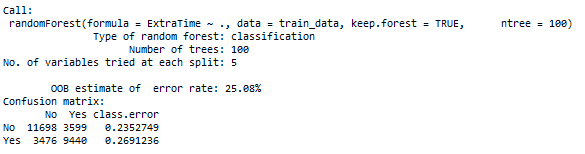 Call:
 randomForest(formula = ExtraTime ~ ., data = train_data, keep.forest = TRUE,      ntree = 100)
               Type of random forest: classification
                     Number of trees: 100
No. of variables tried at each split: 5

        OOB estimate of  error rate: 25.08%
Confusion matrix:
       No  Yes class.error
No  11698 3599   0.2352749
Yes  3476 9440   0.2691236